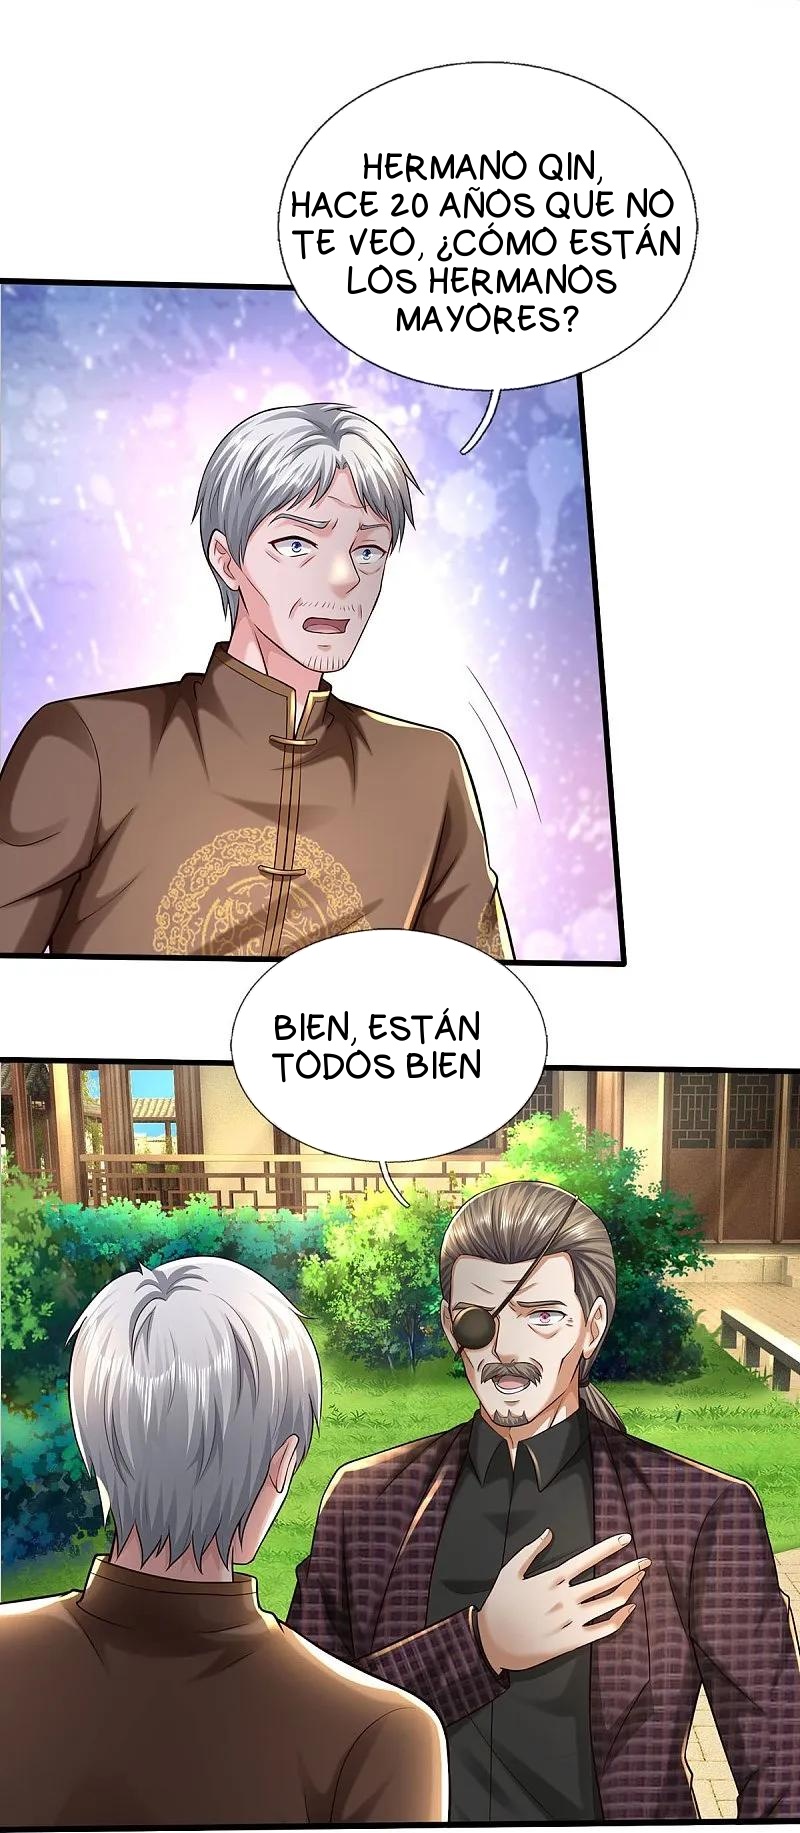 HERMANO QIN,
HACE 20 AÑOS QUE NO
TE VEO, ¿CÓMO ESTÁN
LOS HERMANOS
MAYORES?
BIEN, ESTÁN
TODOS BIEN